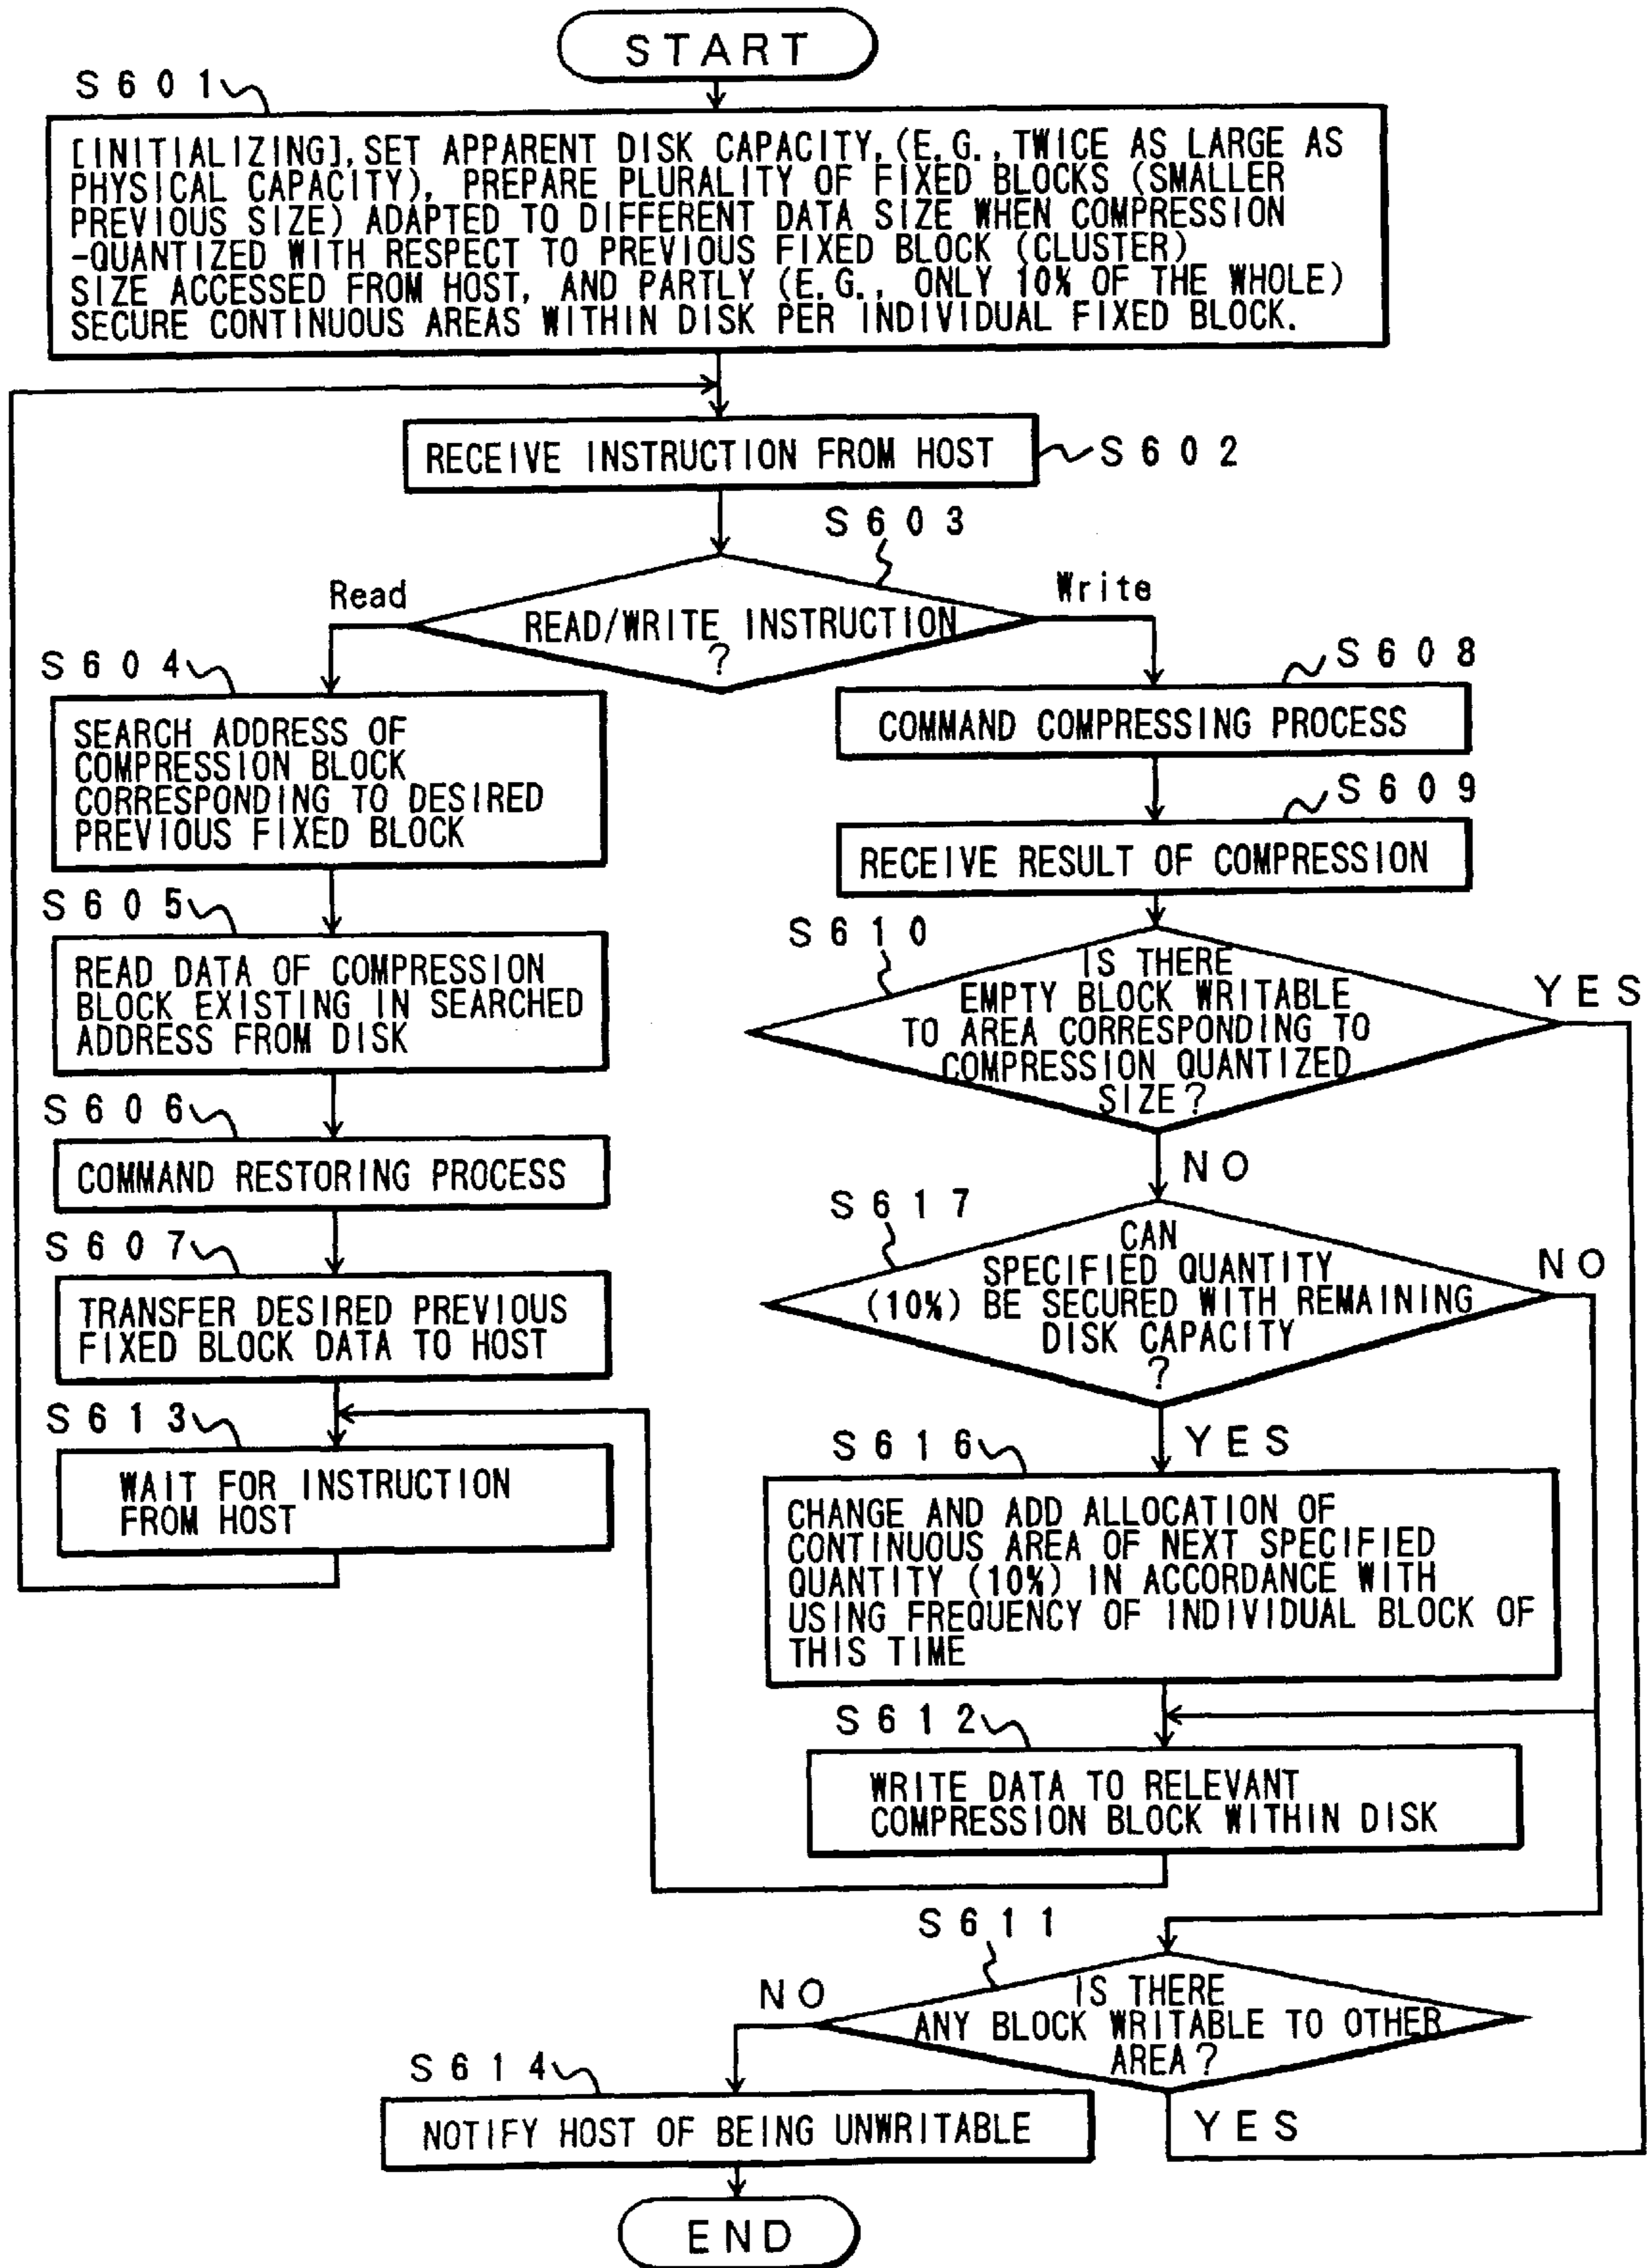 START
S601
[INITIALIZING], SET APPARENT DISK CAPACITY, (E.G., TWICE AS LARGE AS
PHYSICAL CAPACITY), PREPARE PLURALITY OF FIXED BLOCKS (SMALLER
PREVIOUS SIZE) ADAPTED TO DIFFERENT DATA SIZE WHEN COMPRESSION
-QUANTIZED WITH RESPECT TO PREVIOUS FIXED BLOCK (CLUSTER)
SIZE ACCESSED FROM HOST, AND PARTLY (E.G., ONLY 10% OF THE WHOLE)
SECURE CONTINUOUS AREAS WITHIN DISK PER INDIVIDUAL FIXED BLOCK.
RECEIVE INSTRUCTION FROM HOST
S602
S603
READ/WRITE INSTRUCTION
?
Read
Write
S604
SEARCH ADDRESS OF
COMPRESSION BLOCK
CORRESPONDING TO DESIRED
PREVIOUS FIXED BLOCK
S605
READ DATA OF COMPRESSION
BLOCK EXISTING IN SEARCHED
ADDRESS FROM DISK
S606
COMMAND RESTORING PROCESS
S607
TRANSFER DESIRED PREVIOUS
FIXED BLOCK DATA TO HOST
S613
WAIT FOR INSTRUCTION
FROM HOST
S608
COMMAND COMPRESSING PROCESS
S609
RECEIVE RESULT OF COMPRESSION
S610
IS THERE
EMPTY BLOCK WRITABLE
TO AREA CORRESPONDING TO
COMPRESSION QUANTIZED
SIZE?
YES
NO
S617
CAN
SPECIFIED QUANTITY
(10%) BE SECURED WITH REMAINING
DISK CAPACITY
?
NO
YES
S616
CHANGE AND ADD ALLOCATION OF
CONTINUOUS AREA OF NEXT SPECIFIED
QUANTITY (10%) IN ACCORDANCE WITH
USING FREQUENCY OF INDIVIDUAL BLOCK OF
THIS TIME
S612
WRITE DATA TO RELEVANT
COMPRESSION BLOCK WITHIN DISK
S611
IS THERE
ANY BLOCK WRITABLE TO OTHER
AREA?
NO
YES
S614
NOTIFY HOST OF BEING UNWRITABLE
END